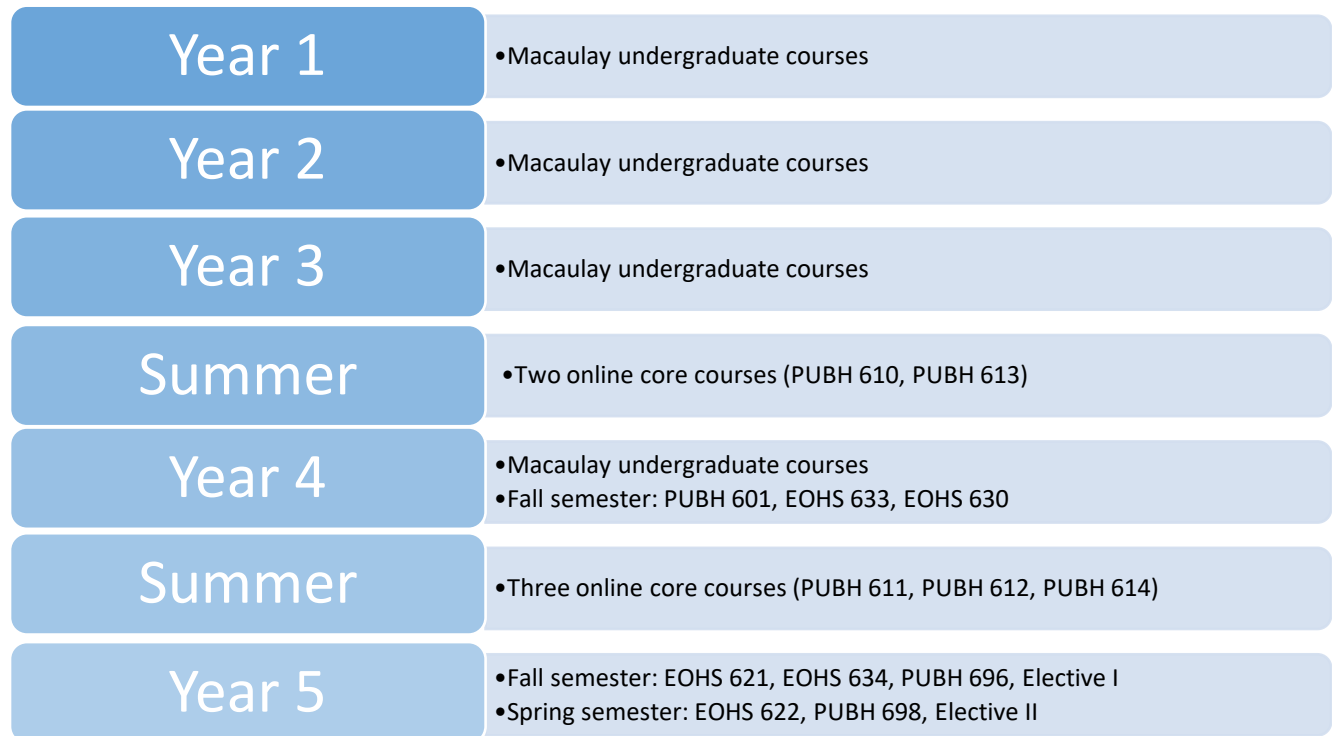 Year 1
•Macaulay undergraduate courses
Year 2
•Macaulay undergraduate courses
Year 3
•Macaulay undergraduate courses
Summer
•Two online core courses (PUBH 610, PUBH 613)
Year 4
•Macaulay undergraduate courses
•Fall semester: PUBH 601, EOHS 633, EOHS 630
Summer
•Three online core courses (PUBH 611, PUBH 612, PUBH 614)
Year 5
•Fall semester: EOHS 621, EOHS 634, PUBH 696, Elective I
•Spring semester: EOHS 622, PUBH 698, Elective II